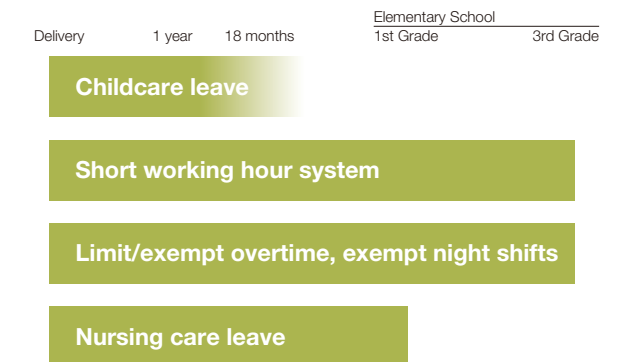 Elementary School
Delivery 1 year 18 months 1st Grade 3rd Grade
Childcare leave
Short working hour system
Limit/exempt overtime, exempt night shifts
Nursing care leave